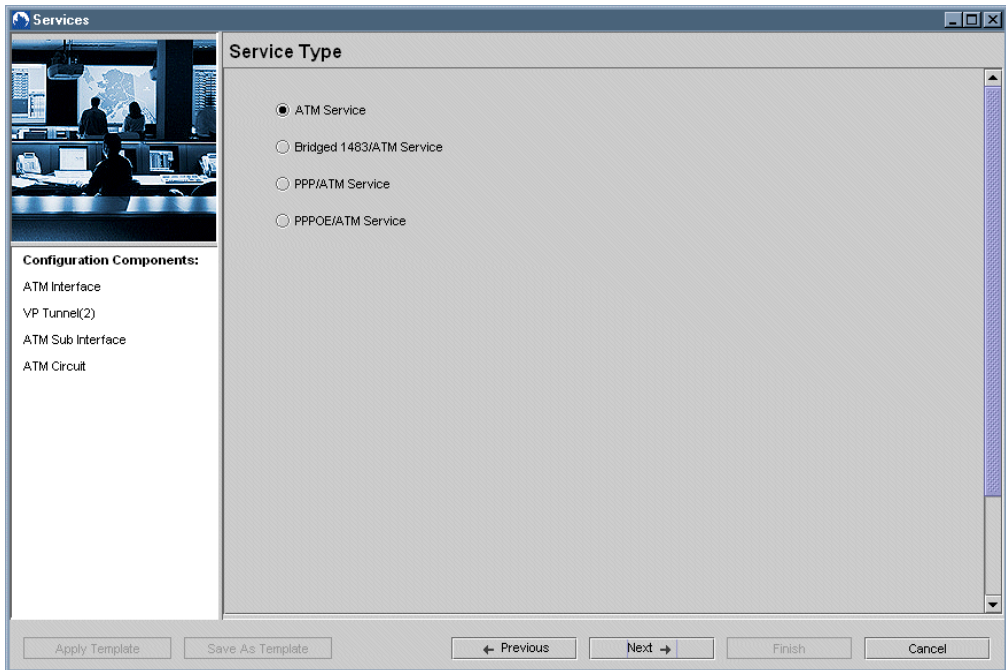 Services
Service Type
ATM Service
Bridged 1483/ATM Service
PPP/ATM Service
PPPOE/ATM Service
Configuration Components:
ATM Interface
VP Tunnel(2)
ATM Sub Interface
ATM Circuit
Apply Template
Save As Template
Previous
Next
Finish
Cancel